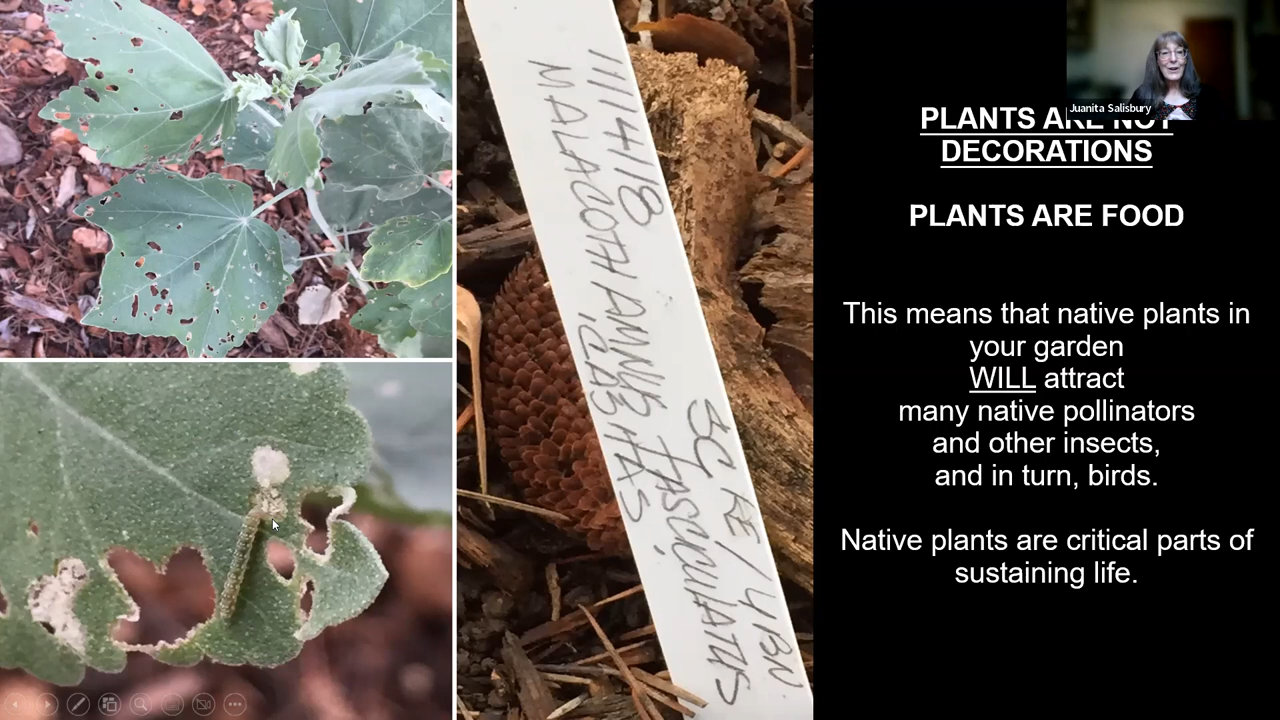 Juanita Salisbury
PLANTS ARE NOT
DECORATIONS
PLANTS ARE FOOD
This means that native plants in
your garden
WILL attract
many native pollinators
and other insects,
and in turn, birds.
Native plants are critical parts of
sustaining life.
11/14/18
MALACOTHAMNUS FASCICULATUS